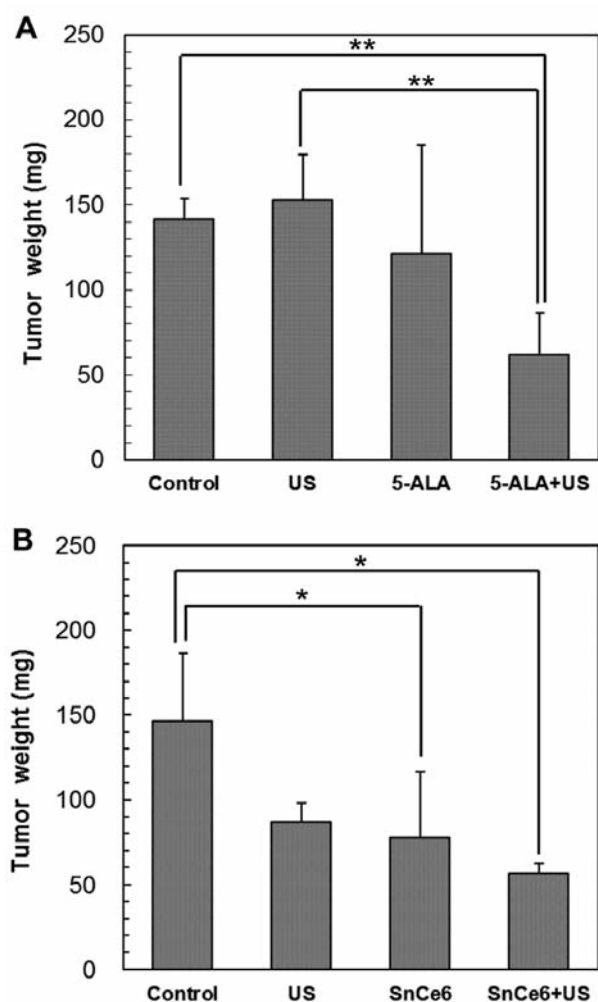 A
Tumor weight (mg)
250
200
150
100
50
0
**
**
Control US 5-ALA 5-ALA+US
B
Tumor weight (mg)
250
200
150
100
50
0
*
*
Control US SnCe6 SnCe6+US